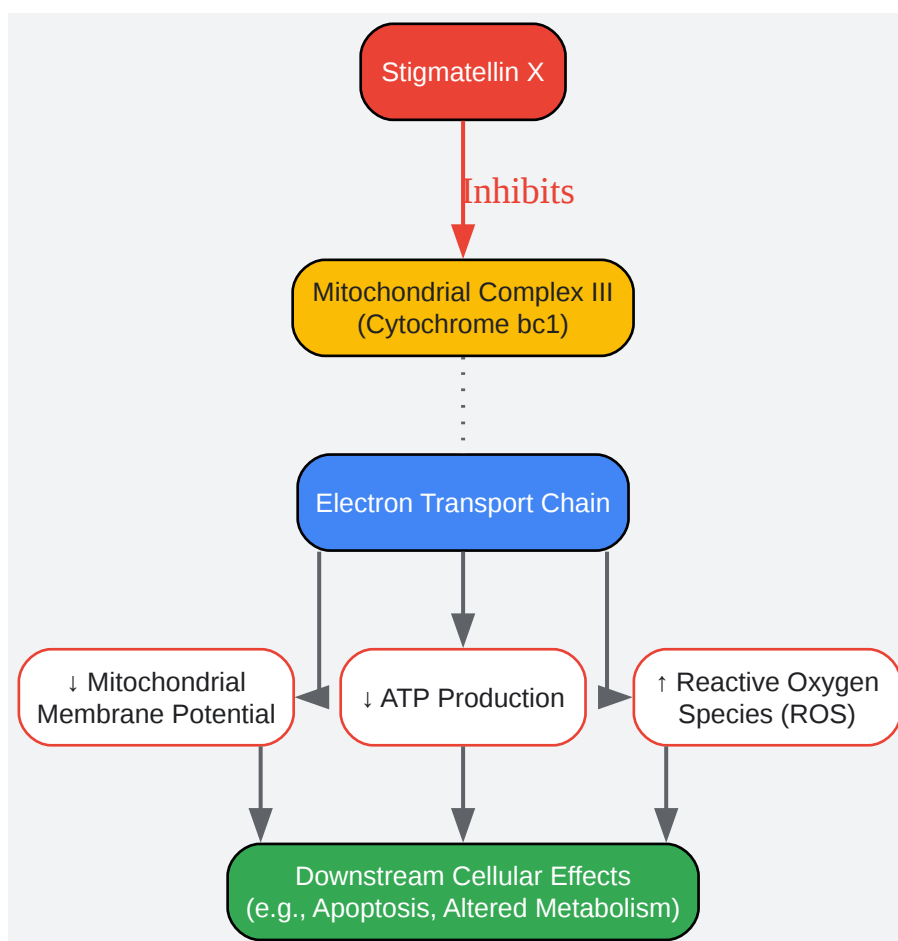 Stigmatellin X
Inhibits
Mitochondrial Complex III
(Cytochrome bc1)
Electron Transport Chain
↓ Mitochondrial
Membrane Potential
↓ ATP Production
↑ Reactive Oxygen
Species (ROS)
Downstream Cellular Effects
(e.g., Apoptosis, Altered Metabolism)